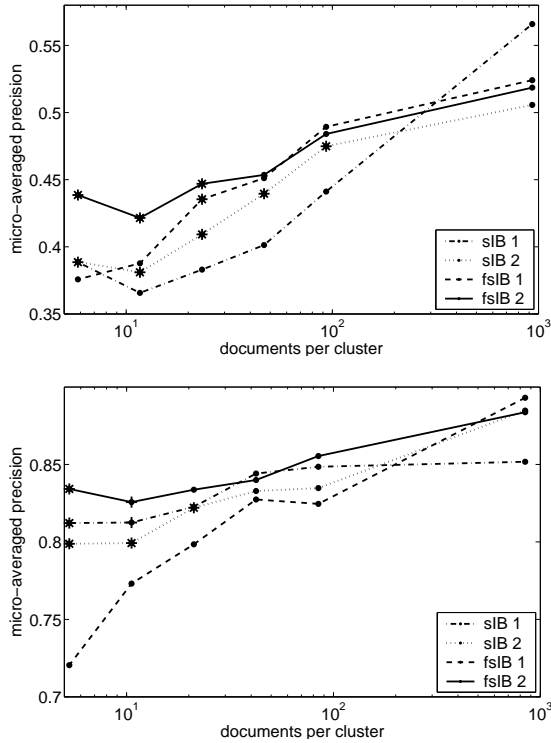 0.55
0.5
0.45
0.4
0.35
micro−averaged precision
10^1
10^2
10^3
documents per cluster
sIB 1
sIB 2
fsIB 1
fsIB 2
0.85
0.8
0.75
0.7
micro−averaged precision
10^1
10^2
10^3
documents per cluster
sIB 1
sIB 2
fsIB 1
fsIB 2